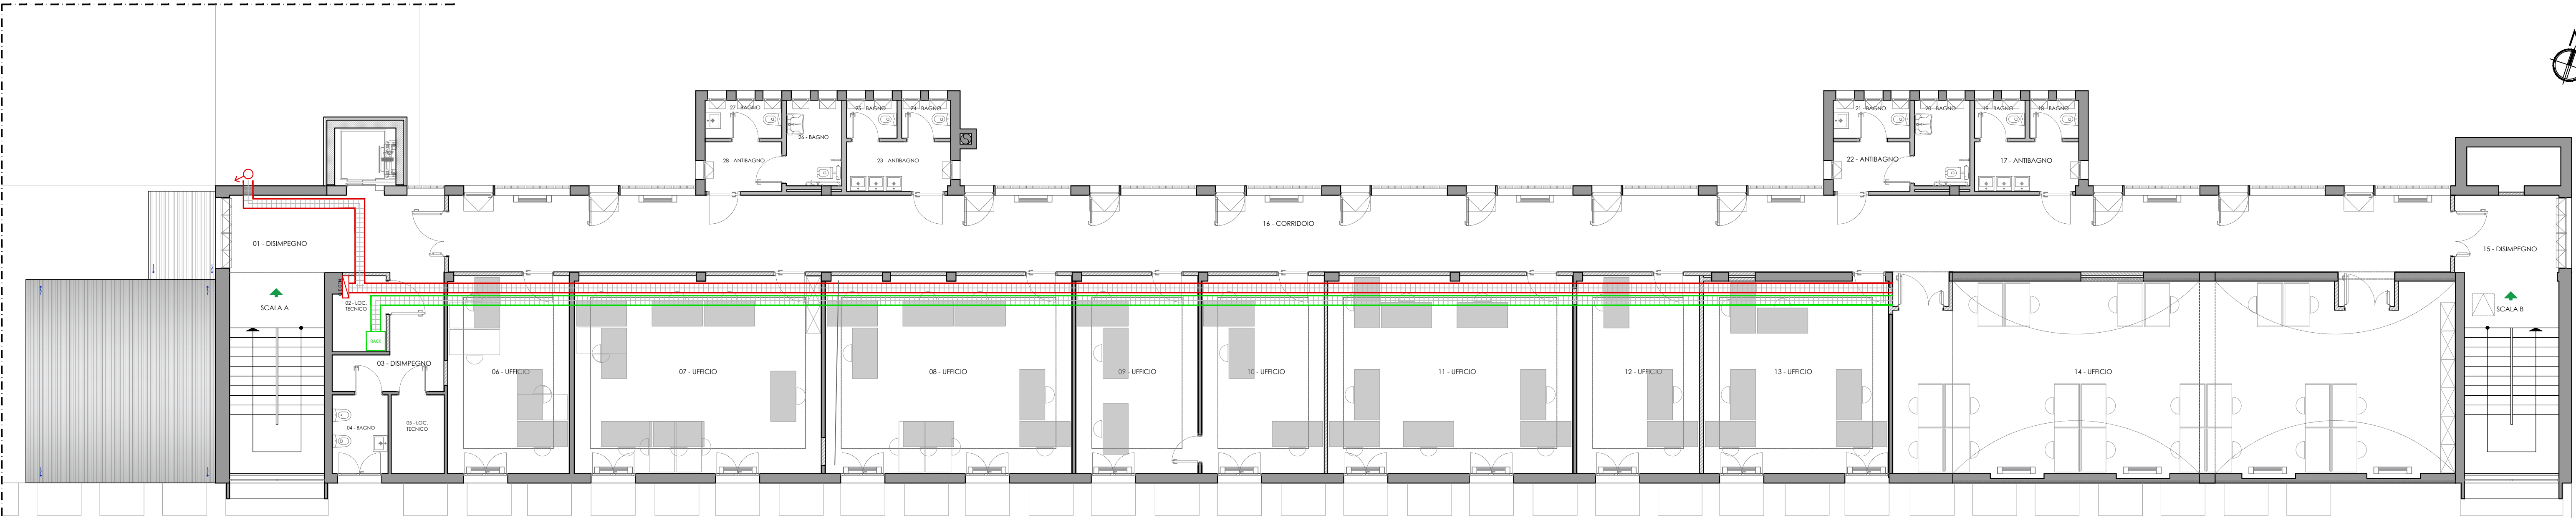 27 - BAGNO
25 - BAGNO
24 - BAGNO
26 - BAGNO
28 - ANTIBAGNO
23 - ANTIBAGNO
21 - BAGNO
20 - BAGNO
19 - BAGNO
18 - BAGNO
22 - ANTIBAGNO
17 - ANTIBAGNO
01 - DISIMPEGNO
16 - CORRIDOIO
15 - DISIMPEGNO
SCALA A
02 - LOC.
TECNICO
RACK
03 - DISIMPEGNO
04 - BAGNO
05 - LOC.
TECNICO
06 - UFFICIO
07 - UFFICIO
08 - UFFICIO
09 - UFFICIO
10 - UFFICIO
11 - UFFICIO
12 - UFFICIO
13 - UFFICIO
14 - UFFICIO
SCALA B